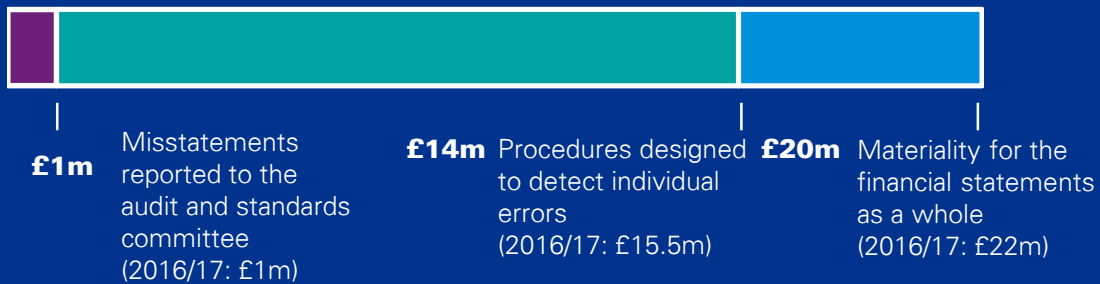 £1m
Misstatements
reported to the
audit and standards
committee
(2016/17: £1m)
£14m
Procedures designed
to detect individual
errors
(2016/17: £15.5m)
£20m
Materiality for the
financial statements
as a whole
(2016/17: £22m)